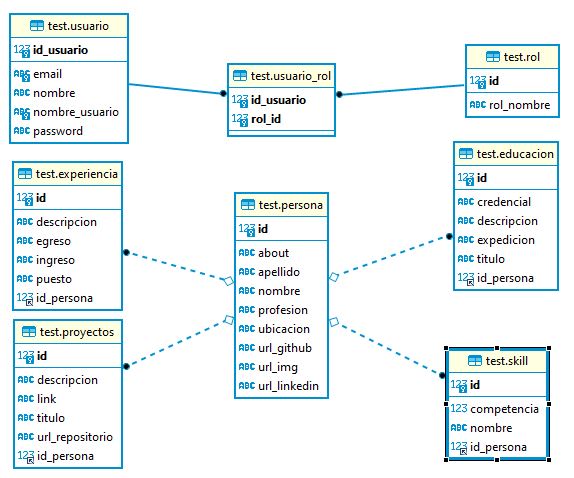 test.usuario
123 id_usuario
ABC email
ABC nombre
ABC nombre_usuario
ABC password
test.usuario_rol
123 id_usuario
123 rol_id
test.rol
123 id
ABC rol_nombre
test.experiencia
123 id
ABC descripcion
ABC egreso
ABC ingreso
ABC puesto
123 id_persona
test.persona
123 id
ABC about
ABC apellido
ABC nombre
ABC profesion
ABC ubicacion
ABC url_github
ABC url_img
ABC url_linkedin
test.educacion
123 id
ABC credencial
ABC descripcion
ABC expedicion
ABC titulo
123 id_persona
test.proyectos
123 id
ABC descripcion
ABC link
ABC titulo
ABC url_repositorio
123 id_persona
test.skill
123 id
123 competencia
ABC nombre
123 id_persona